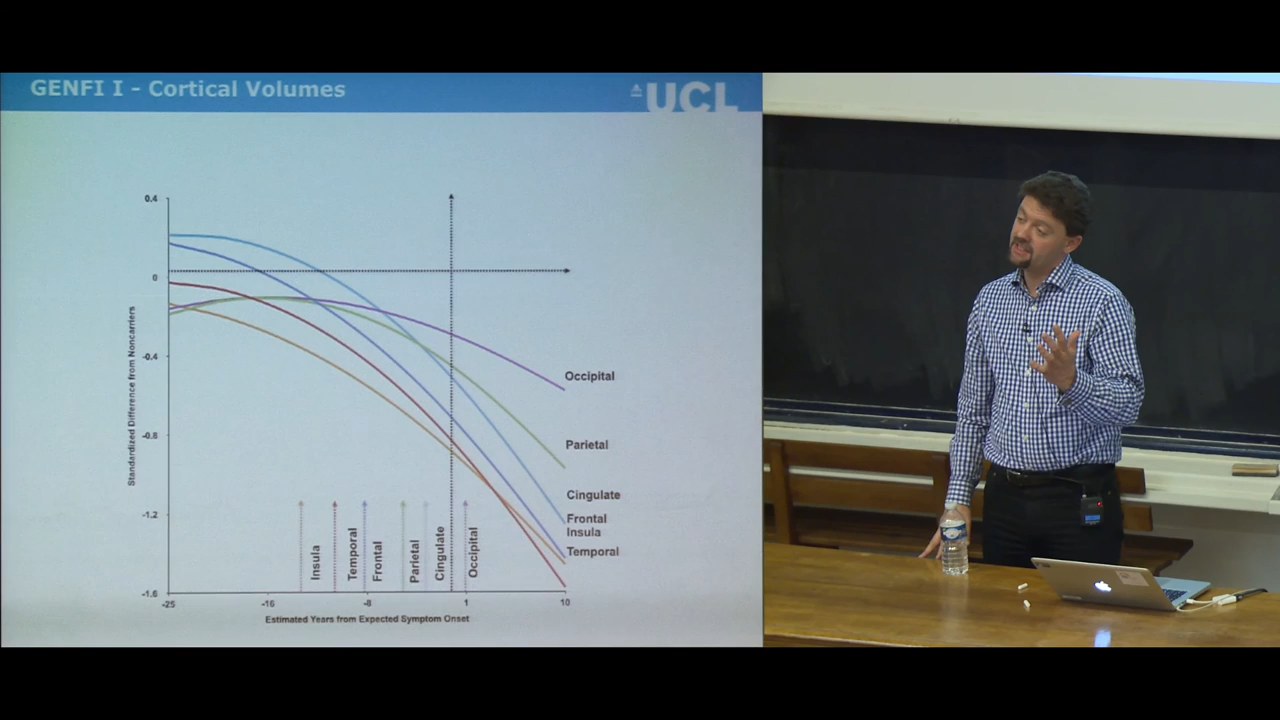 GENFI I - Cortical Volumes
UCL
0.4
0
-0.4
-0.8
-1.2
-1.6
Standardized Difference from Noncarriers
Occipital
Parietal
Cingulate
Frontal
Insula
Temporal
Insula
Temporal
Frontal
Parietal
Cingulate
Occipital
-25
-16
-8
1
10
Estimated Years from Expected Symptom Onset